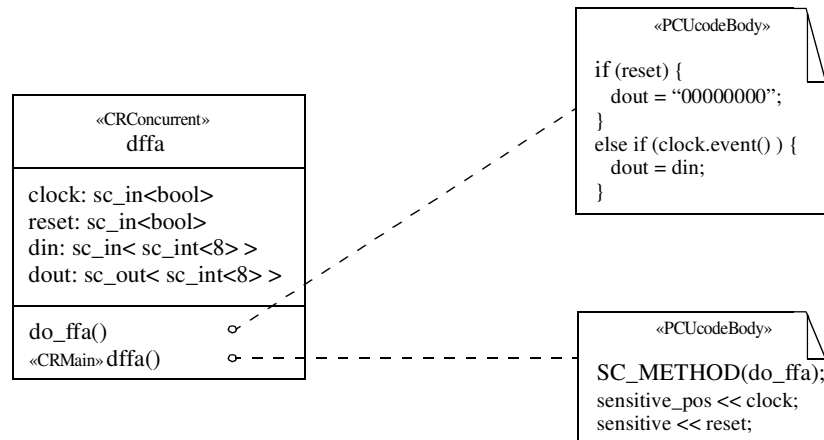 «CRConcurrent»
dffa
clock: sc_in<bool>
reset: sc_in<bool>
din: sc_in< sc_int<8> >
dout: sc_out< sc_int<8> >
do_ffa()
«CRMain» dffa()
«PCUcodeBody»
if (reset) {
dout = “00000000”;
}
else if (clock.event() ) {
dout = din;
}
«PCUcodeBody»
SC_METHOD(do_ffa);
sensitive_pos << clock;
sensitive << reset;